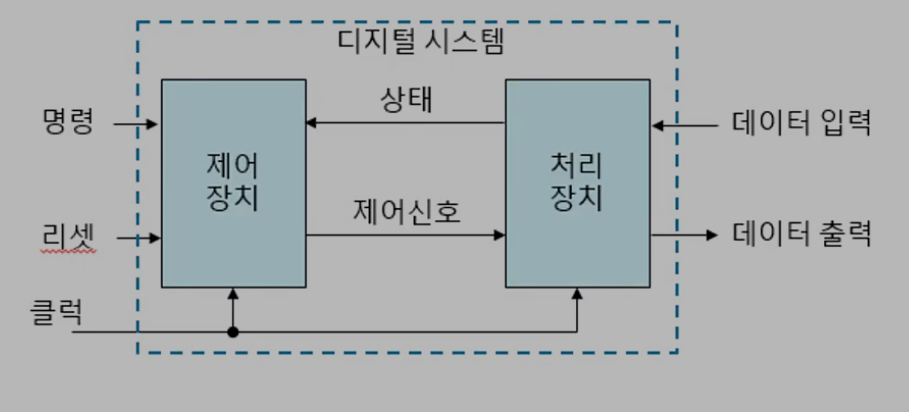 디지털 시스템
명령
상태
데이터 입력
제어
장치
처리
장치
제어신호
리셋
데이터 출력
클럭